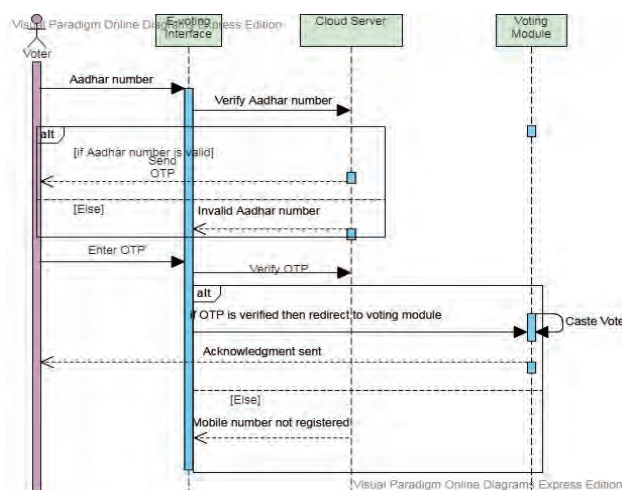 Visual Paradigm Online Diagrams Express Edition
Voter
E-voting
Interface
Cloud Server
Voting
Module
Aadhar number
Verify Aadhar number
alt
[if Aadhar number is valid]
Send
OTP
[Else]
Invalid Aadhar number
Enter OTP
Verify OTP
alt
if OTP is verified then redirect to voting module
Caste Vote
Acknowledgment sent
[Else]
Mobile number not registered
Visual Paradigm Online Diagrams Express Edition